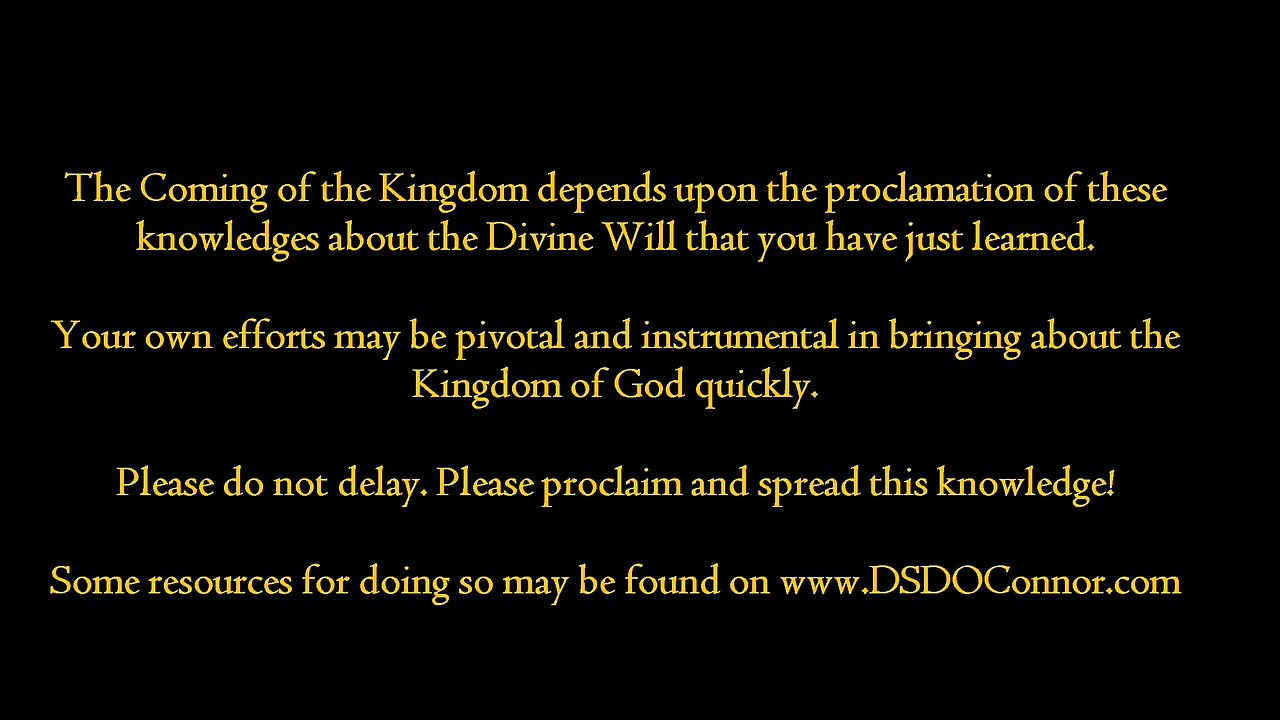 The Coming of the Kingdom depends upon the proclamation of these
knowledges about the Divine Will that you have just learned.
Your own efforts may be pivotal and instrumental in bringing about the
Kingdom of God quickly.
Please do not delay. Please proclaim and spread this knowledge!
Some resources for doing so may be found on www.DSDOConnor.com